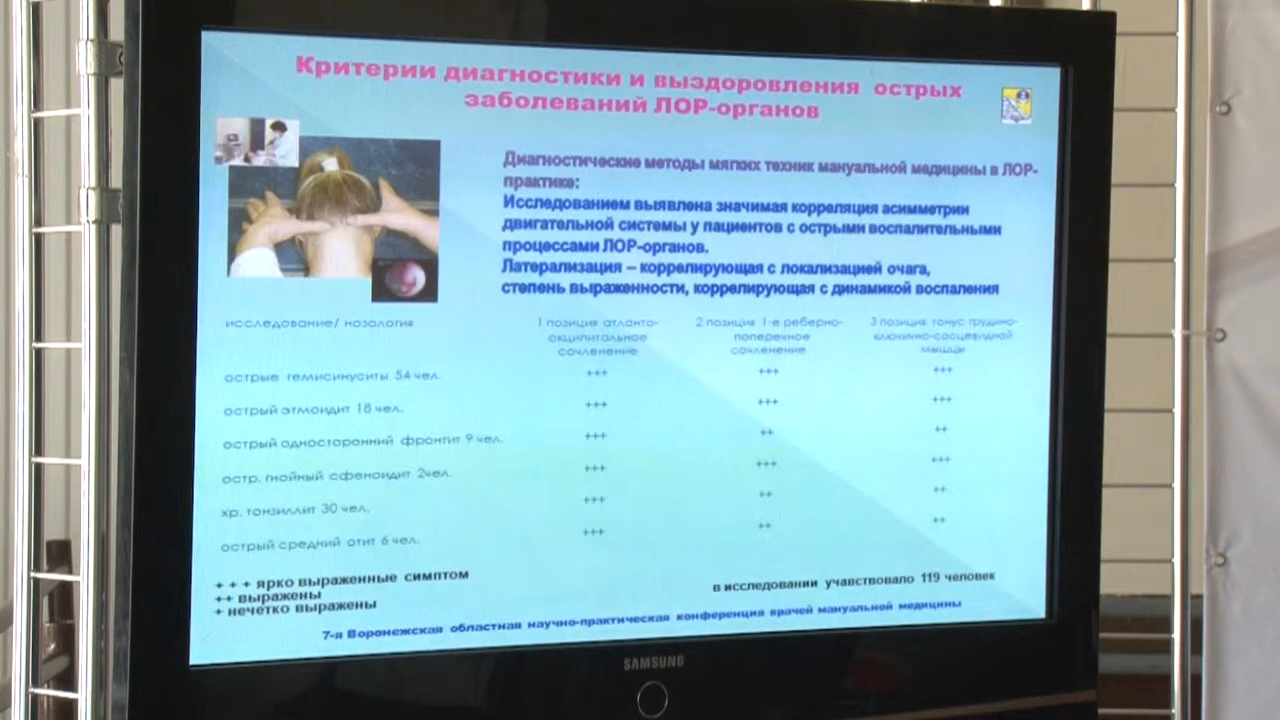 Критерии диагностики и выздоровления острых
заболеваний ЛОР-органов
Диагностические методы мягких техник мануальной медицины в ЛОР-
практике:
Исследованием выявлена значимая корреляция асимметрии
двигательной системы у пациентов с острыми воспалительными
процессами ЛОР-органов.
Латерализация – коррелирующая с локализацией очага,
степень выраженности, коррелирующая с динамикой воспаления
исследование/ нозология
1 позиция атланто-
окципитальное
сочленение
2 позиция 1-е реберно-
поперечное
сочленение
3 позиция тонус грудино-
ключично-сосцевидной
мышцы
острые гемисинуситы 54 чел. +++ +++ +++
острый этмоидит 18 чел. +++ +++ +++
острый односторонний фронтит 9 чел. +++ ++ ++
остр. гнойный сфеноидит 2чел. +++ +++ +++
хр. тонзиллит 30 чел. +++ ++ ++
острый средний отит 6 чел. +++ ++ ++
+ + + ярко выраженные симптом
++ выражены
+ нечетко выражены
в исследовании учавствовало 119 человек
7-я Воронежская областная научно-практическая конференция врачей мануальной медицины
SAMSUNG